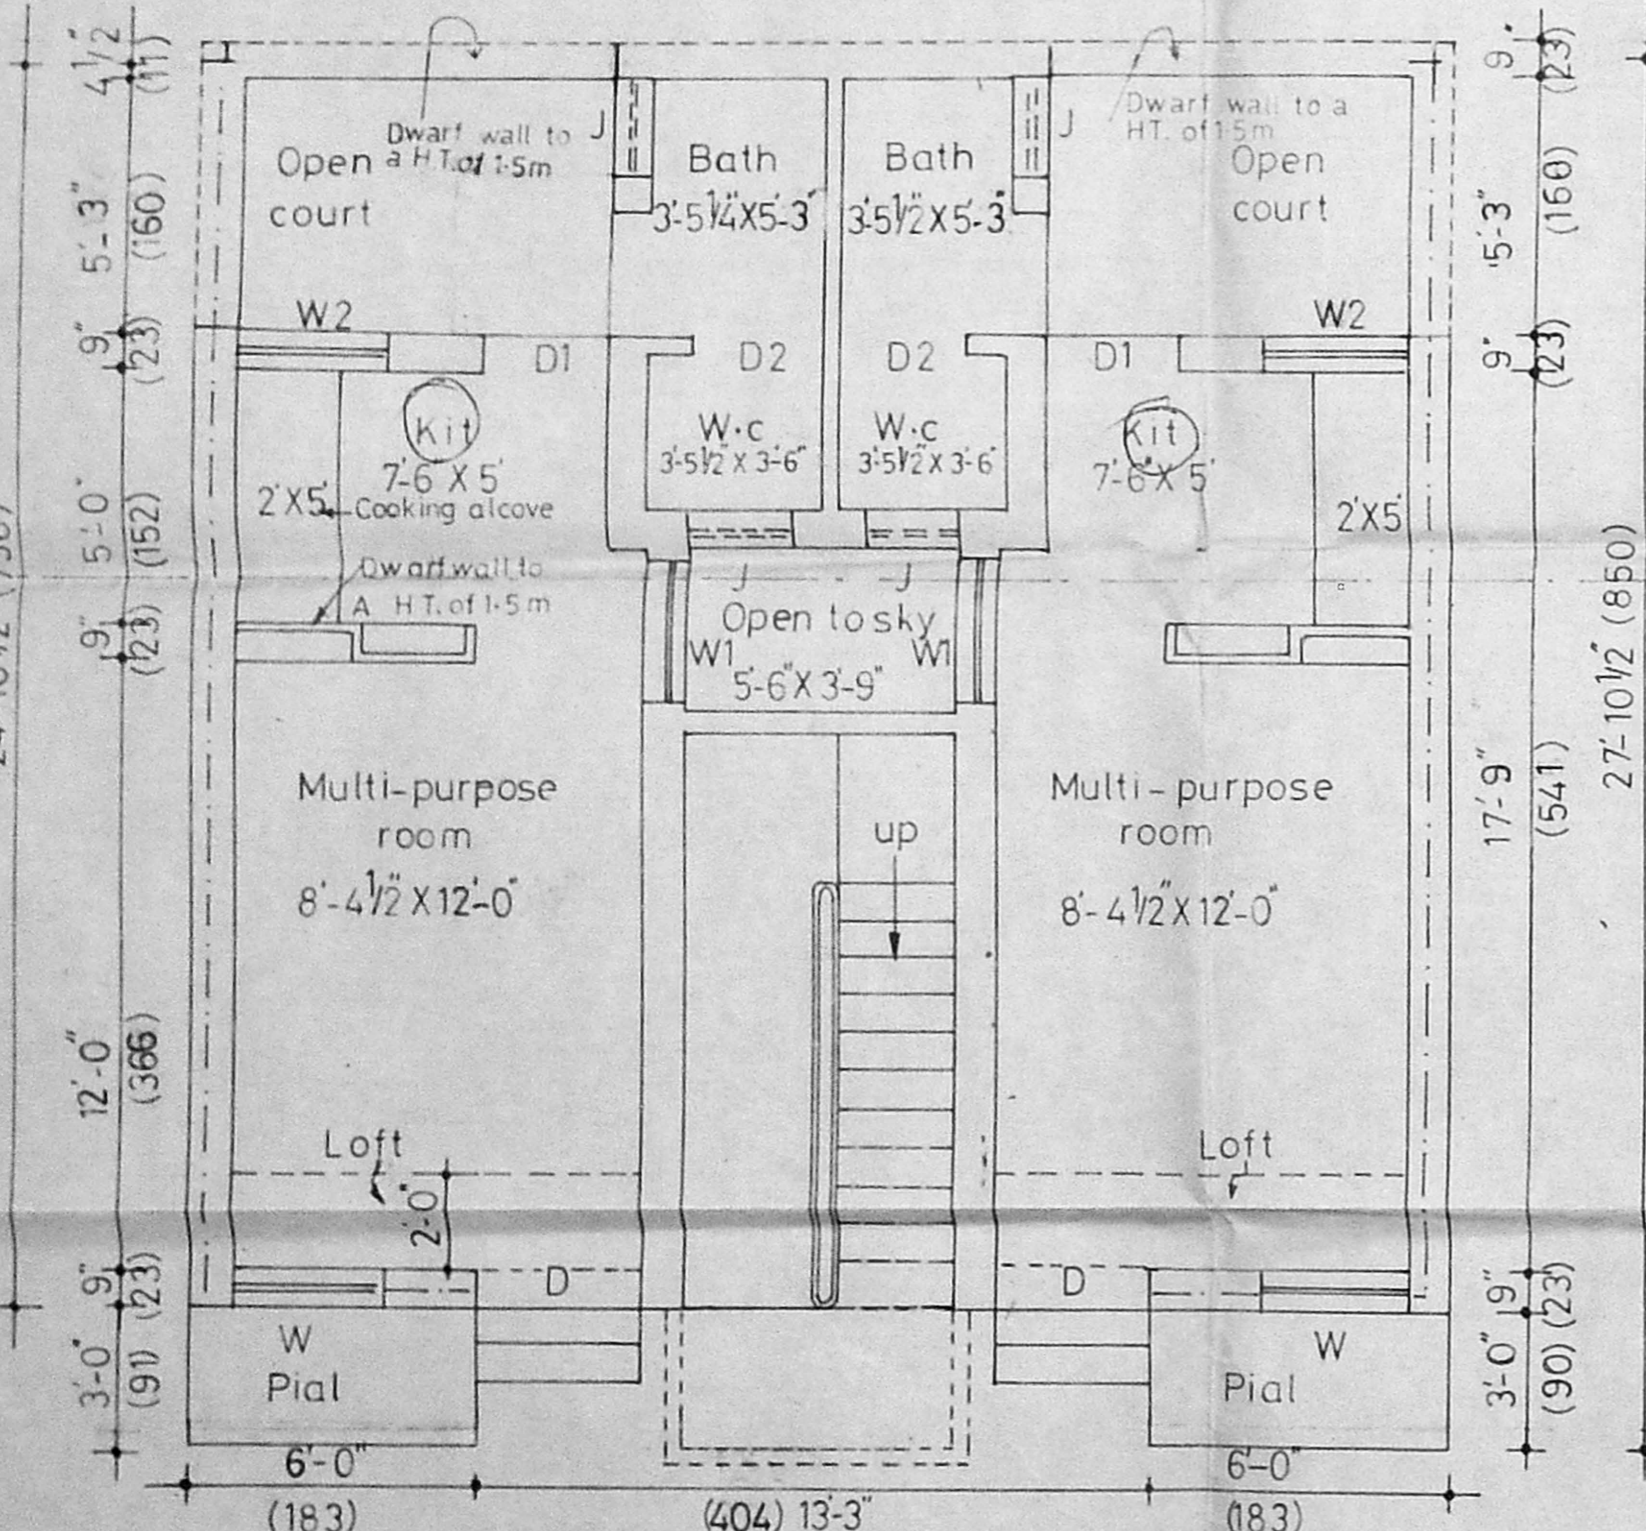 4½"
(11)
9"
(23)
Dwarf wall to
a HT. of 1·5m
J
Bath
3'-5¼"X5'-3"
Bath
3'-5½"X5'-3"
J
Dwarf wall to a
HT. of 1·5m
Open
court
Open
court
5'-3"
(160)
5'-3"
(160)
W2
W2
9"
(23)
D1
D2
D2
D1
9"
(23)
Kit
7'-6" X 5'
W.c
3'-5½" X 3'-6"
W.c
3'-5½" X 3'-6"
Kit
7'-6" X 5'
2'X5'
Cooking alcove
2'X5'
5'-0"
(152)
Dwarf wall to
A HT. of 1·5m
J
J
Open to sky
W1
W1
5'-6" X 3'-9"
9"
(23)
27'-10½" (850)
Multi-purpose
room
8'-4½" X 12'-0"
up
Multi-purpose
room
8'-4½" X 12'-0"
17'-9"
(541)
12'-0"
(366)
Loft
2'-0"
Loft
9"
(23)
D
D
9"
(23)
W
Pial
W
Pial
3'-0"
(91)
3'-0"
(90)
6'-0"
(183)
(404) 13'-3"
6'-0"
(183)